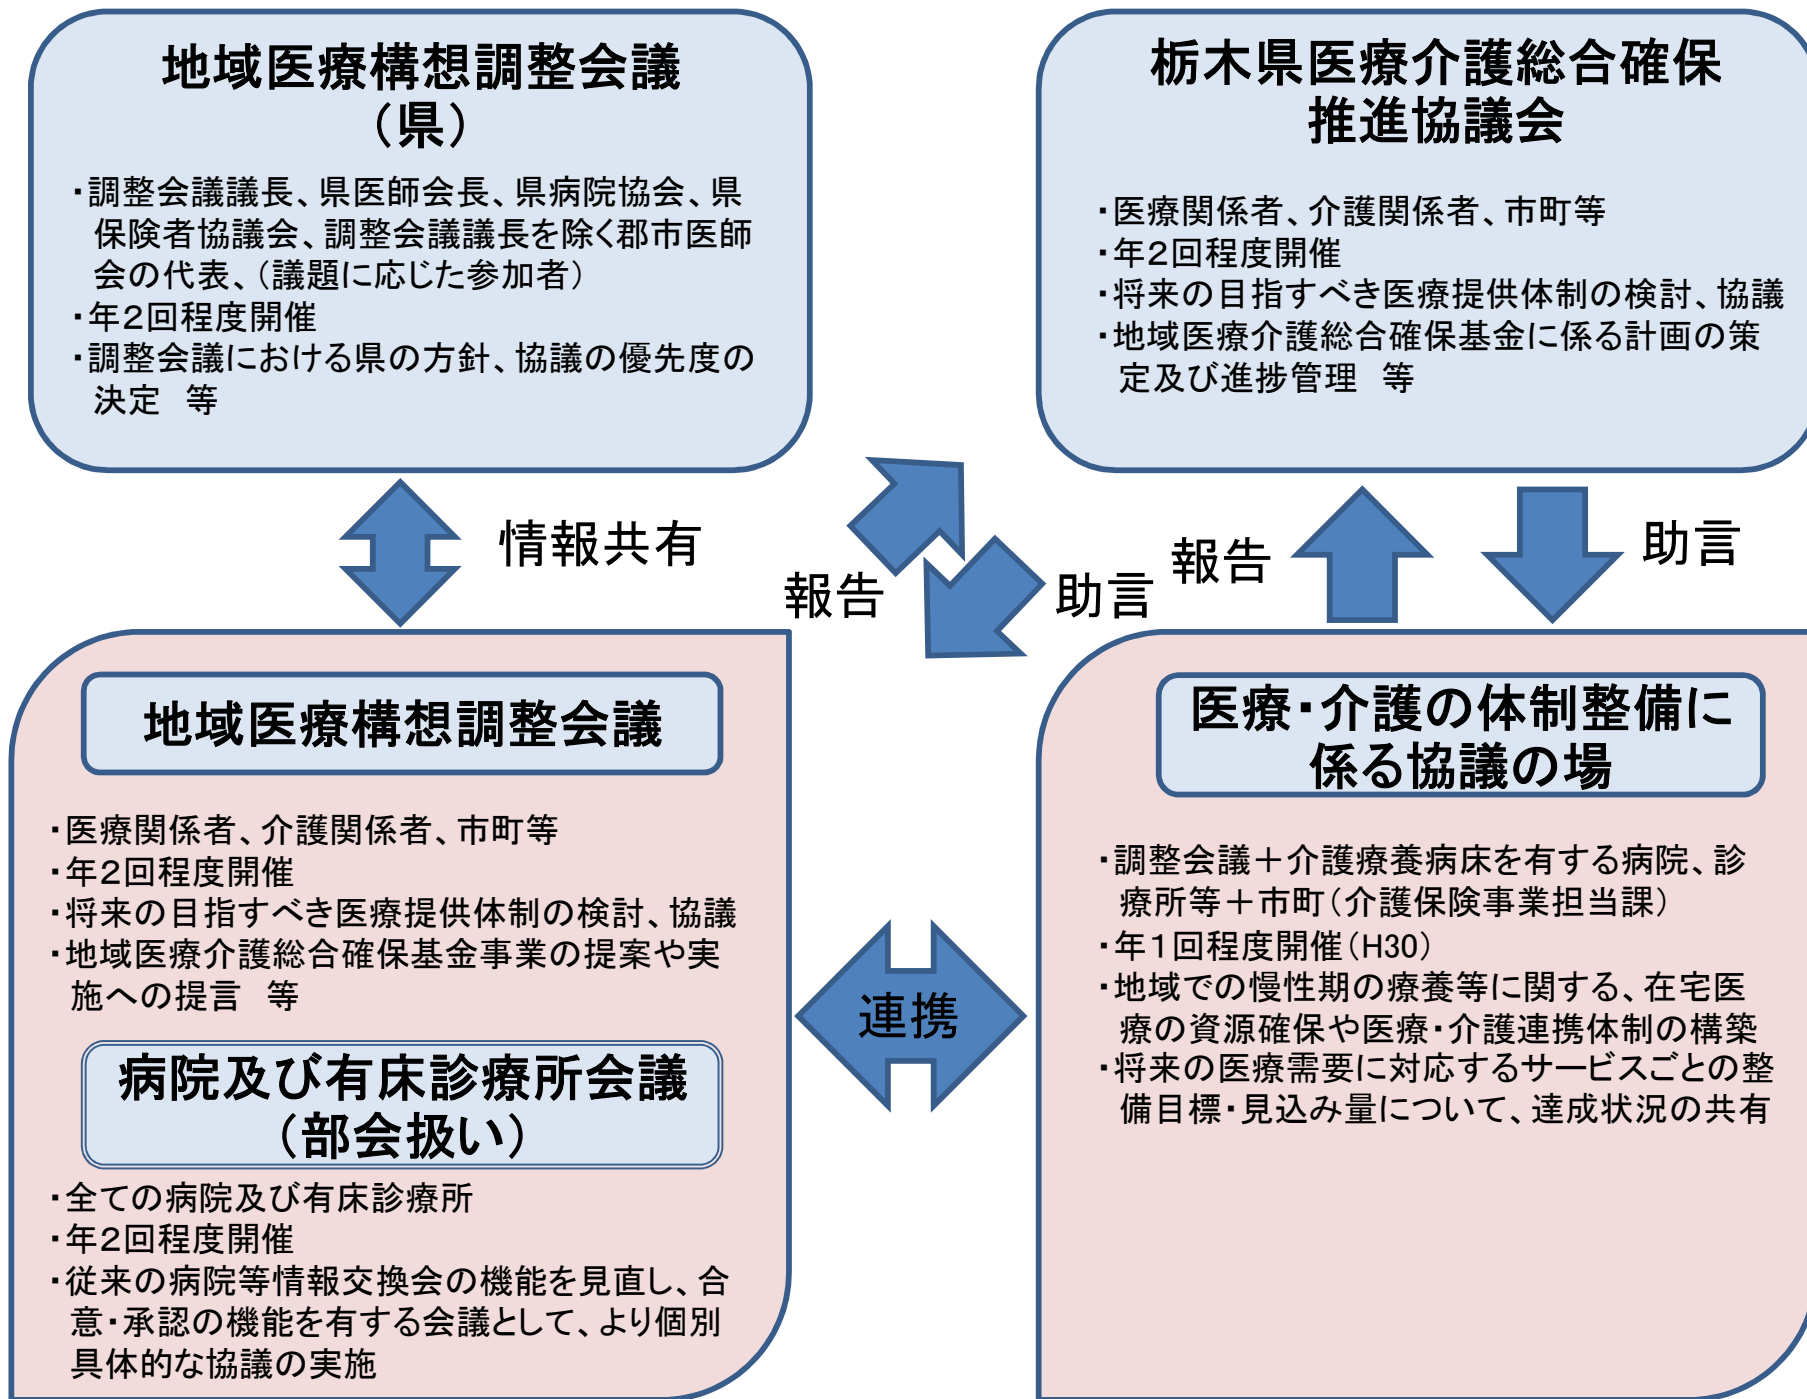 地域医療構想調整会議
（県）
・調整会議議長、県医師会長、県病院協会、県
保険者協議会、調整会議議長を除く郡市医師
会の代表、（議題に応じた参加者）
・年２回程度開催
・調整会議における県の方針、協議の優先度の
決定　等
栃木県医療介護総合確保
推進協議会
・医療関係者、介護関係者、市町等
・年２回程度開催
・将来の目指すべき医療提供体制の検討、協議
・地域医療介護総合確保基金に係る計画の策
定及び進捗管理　等
情報共有
報告
助言
報告
助言
地域医療構想調整会議
・医療関係者、介護関係者、市町等
・年２回程度開催
・将来の目指すべき医療提供体制の検討、協議
・地域医療介護総合確保基金事業の提案や実
施への提言　等
病院及び有床診療所会議
（部会扱い）
・全ての病院及び有床診療所
・年２回程度開催
・従来の病院等情報交換会の機能を見直し、合
意・承認の機能を有する会議として、より個別
具体的な協議の実施
連携
医療・介護の体制整備に
係る協議の場
・調整会議＋介護療養病床を有する病院、診
療所等＋市町（介護保険事業担当課）
・年１回程度開催（H30）
・地域での慢性期の療養等に関する、在宅医
療の資源確保や医療・介護連携体制の構築
・将来の医療需要に対応するサービスごとの整
備目標・見込み量について、達成状況の共有